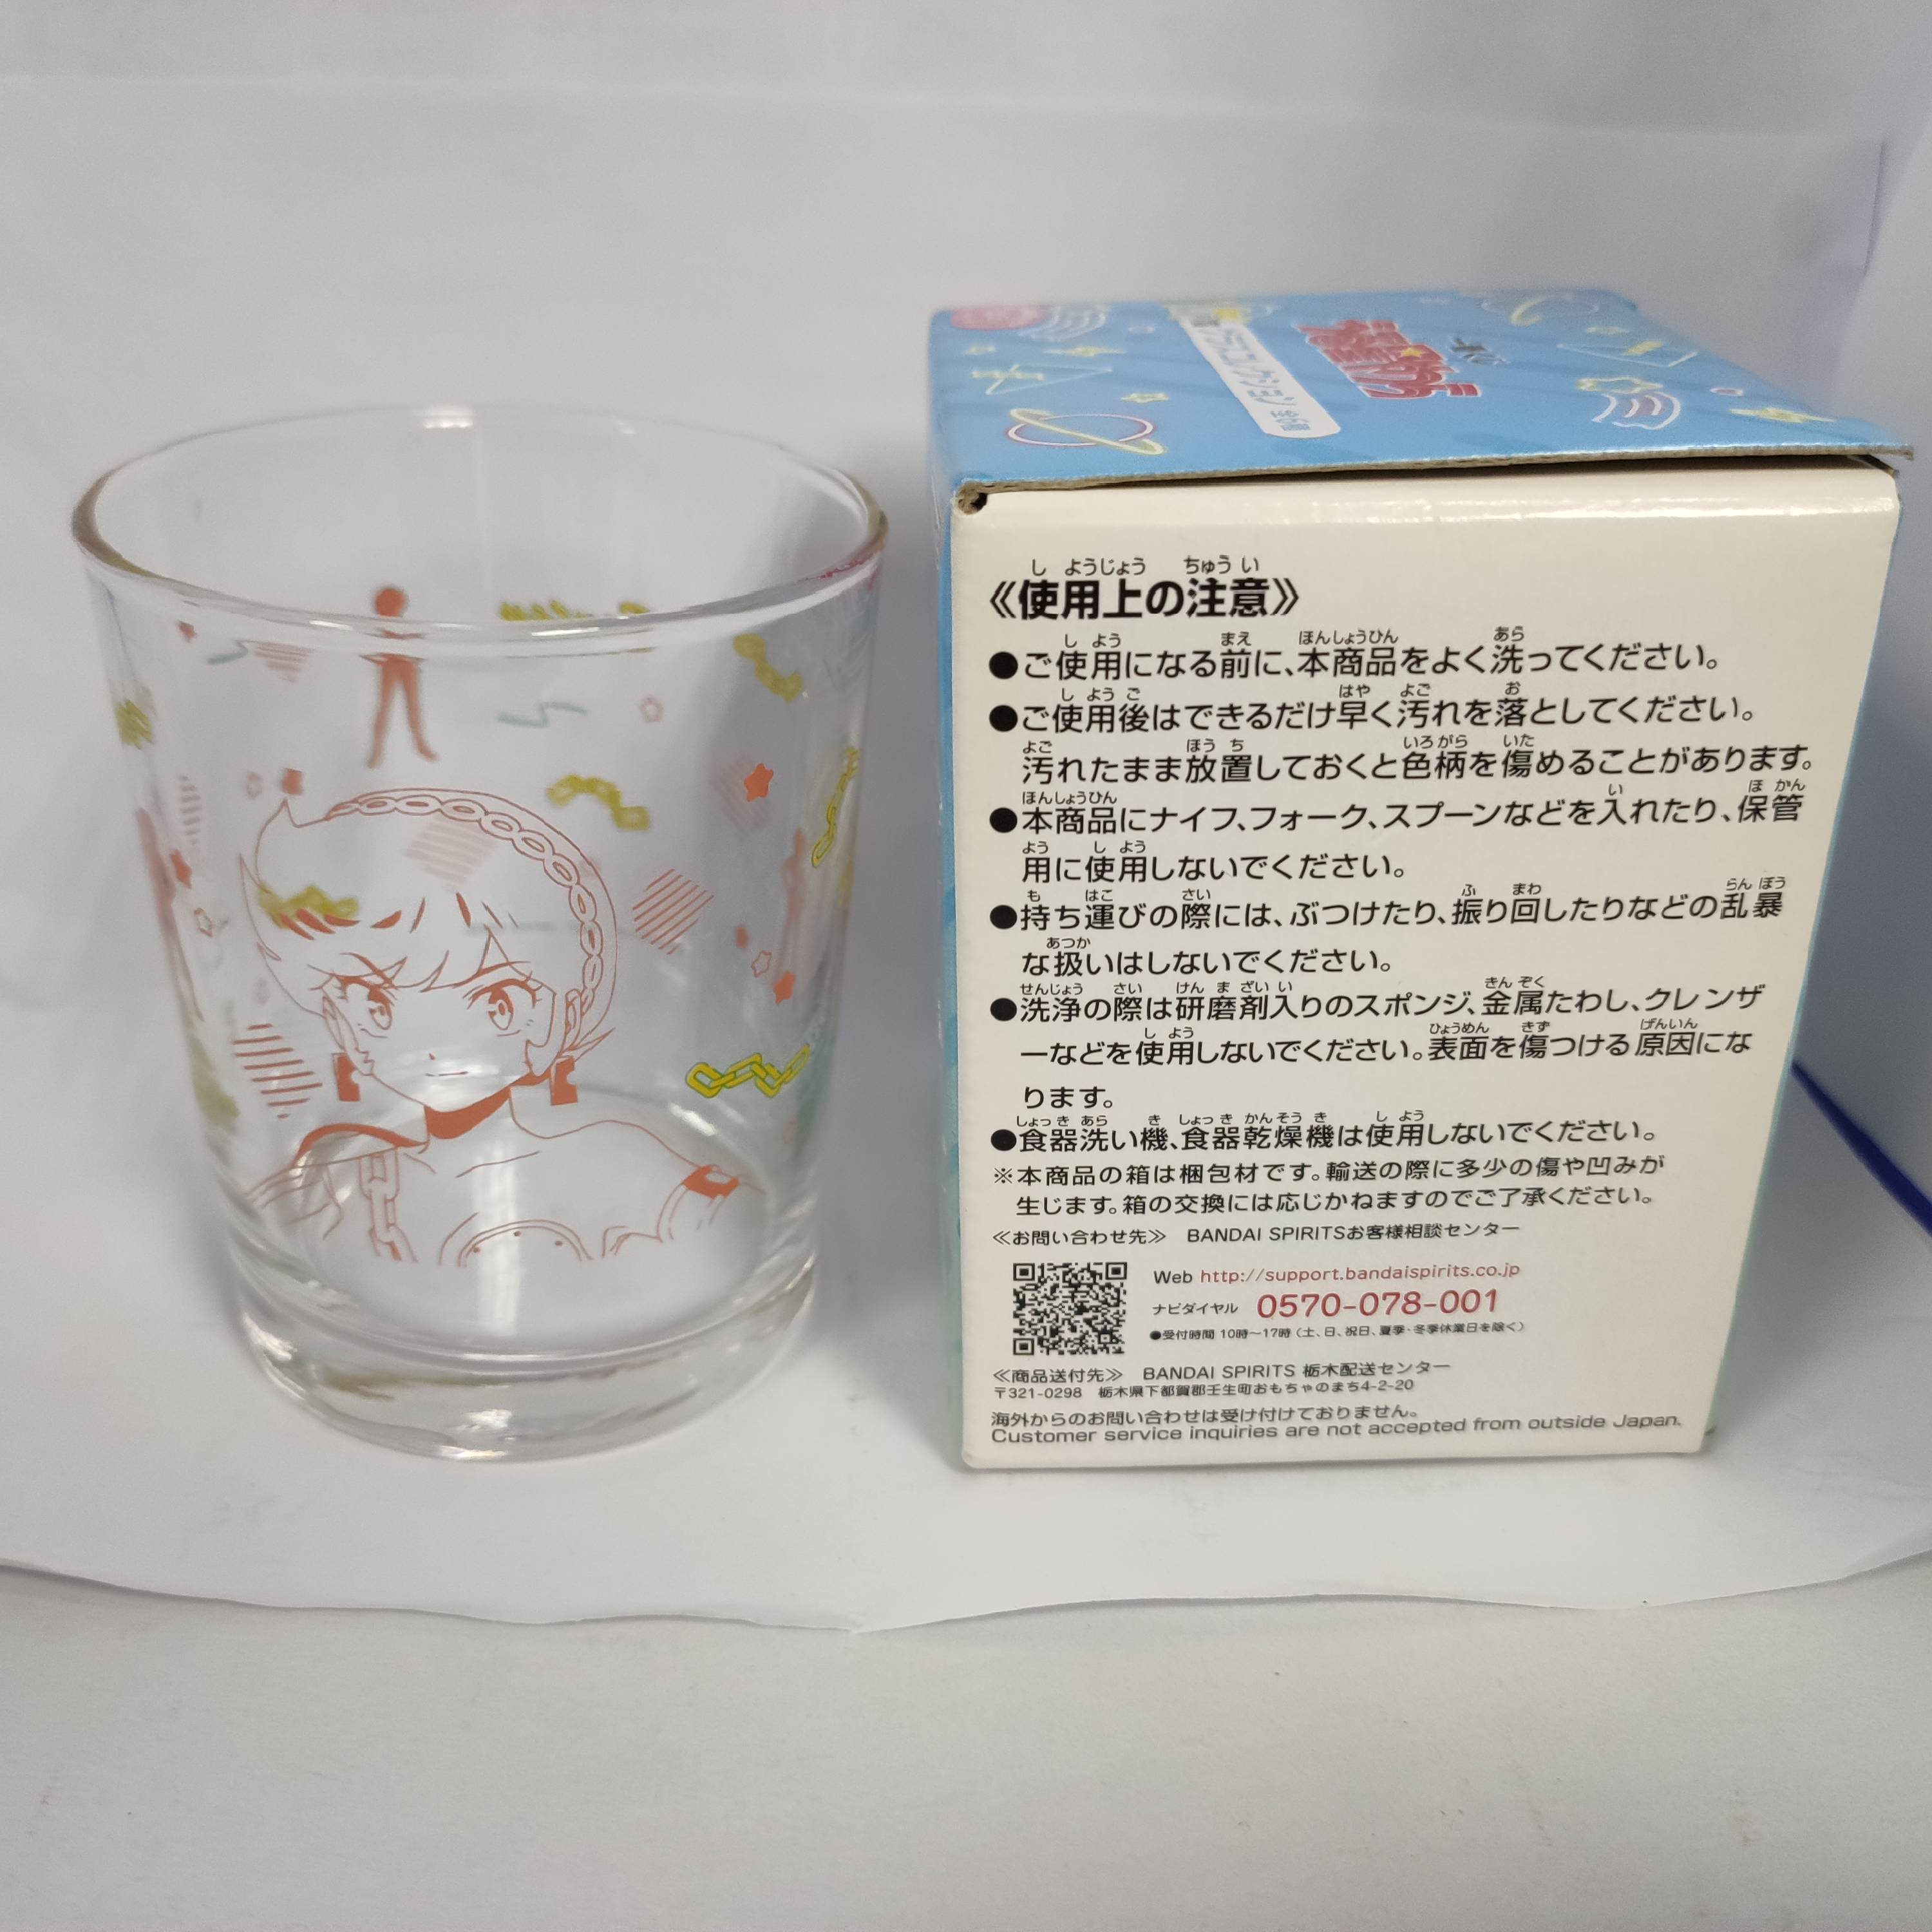 グラスコレクション 全9種
《使用上の注意》
●ご使用になる前に、本商品をよく洗ってください。
●ご使用後はできるだけ早く汚れを落としてください。
汚れたまま放置しておくと色柄を傷めることがあります。
●本商品にナイフ、フォーク、スプーンなどを入れたり、保管
用に使用しないでください。
●持ち運びの際には、ぶつけたり、振り回したりなどの乱暴
な扱いはしないでください。
●洗浄の際は研磨剤入りのスポンジ、金属たわし、クレンザ
ーなどを使用しないでください。表面を傷つける原因にな
ります。
●食器洗い機、食器乾燥機は使用しないでください。
※本商品の箱は梱包材です。輸送の際に多少の傷や凹みが
生じます。箱の交換には応じかねますのでご了承ください。
≪お問い合わせ先≫ BANDAI SPIRITSお客様相談センター
Web http://support.bandaispirits.co.jp
ナビダイヤル 0570-078-001
●受付時間 10時～17時（土、日、祝日、夏季・冬季休業日を除く）
≪商品送付先≫ BANDAI SPIRITS 栃木配送センター
〒321-0298 栃木県下都賀郡壬生町おもちゃのまち4-2-20
海外からのお問い合わせは受け付けておりません。
Customer service inquiries are not accepted from outside Japan.